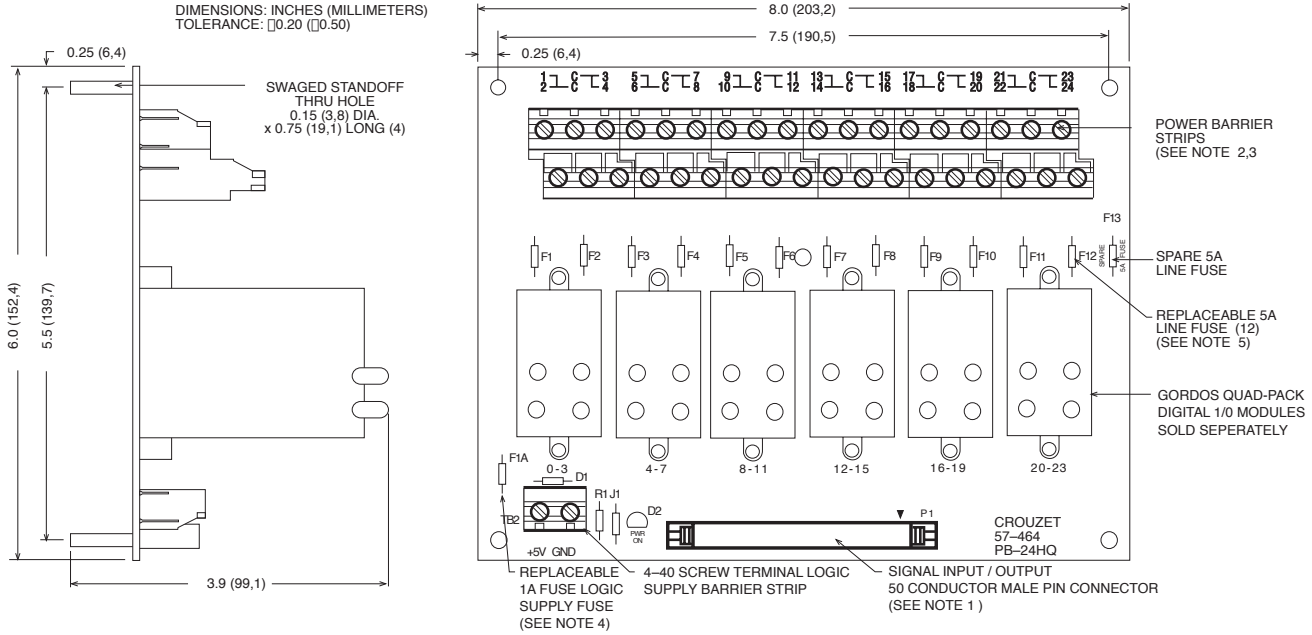 DIMENSIONS: INCHES (MILLIMETERS)
TOLERANCE: ▯0.20 (▯0.50)
8.0 (203,2)
7.5 (190,5)
0.25 (6,4)
0.25 (6,4)
SWAGED STANDOFF
THRU HOLE
0.15 (3,8) DIA.
x 0.75 (19,1) LONG (4)
6.0 (152,4)
5.5 (139,7)
3.9 (99,1)
1 C 3 5 C 7 9 C 11 13 C 15 17 C 19 21 C 23
2 C 4 6 C 8 10 C 12 14 C 16 18 C 20 22 C 24
POWER BARRIER
STRIPS
(SEE NOTE 2,3
F13
F1 F2 F3 F4 F5 F6 F7 F8 F9 F10 F11 F12
SPARE
5A FUSE
SPARE 5A
LINE FUSE
REPLACEABLE 5A
LINE FUSE (12)
(SEE NOTE 5)
GORDOS QUAD-PACK
DIGITAL 1/0 MODULES
SOLD SEPERATELY
0-3 4-7 8-11 12-15 16-19 20-23
F1A
D1
R1 J1
D2
TB2
PWR
ON
P1
+5V GND
CROUZET
57–464
PB–24HQ
REPLACEABLE
1A FUSE LOGIC
SUPPLY FUSE
(SEE NOTE 4)
4–40 SCREW TERMINAL LOGIC
SUPPLY BARRIER STRIP
SIGNAL INPUT / OUTPUT
50 CONDUCTOR MALE PIN CONNECTOR
(SEE NOTE 1 )